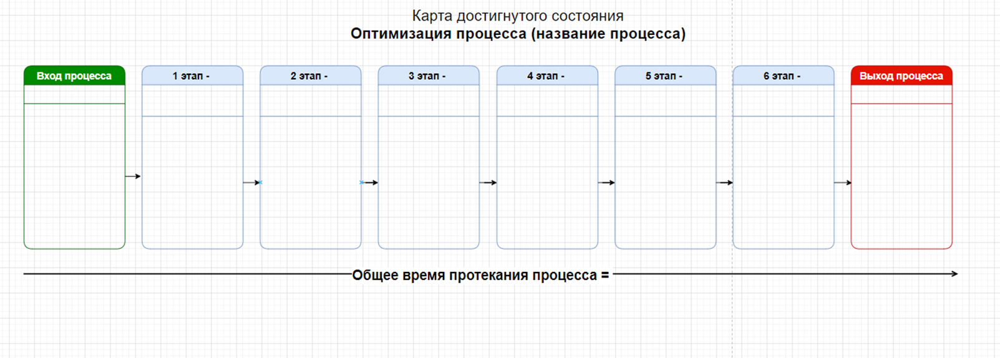 Карта достигнутого состояния
Оптимизация процесса (название процесса)
Вход процесса
1 этап -
2 этап -
3 этап -
4 этап -
5 этап -
6 этап -
Выход процесса
Общее время протекания процесса =